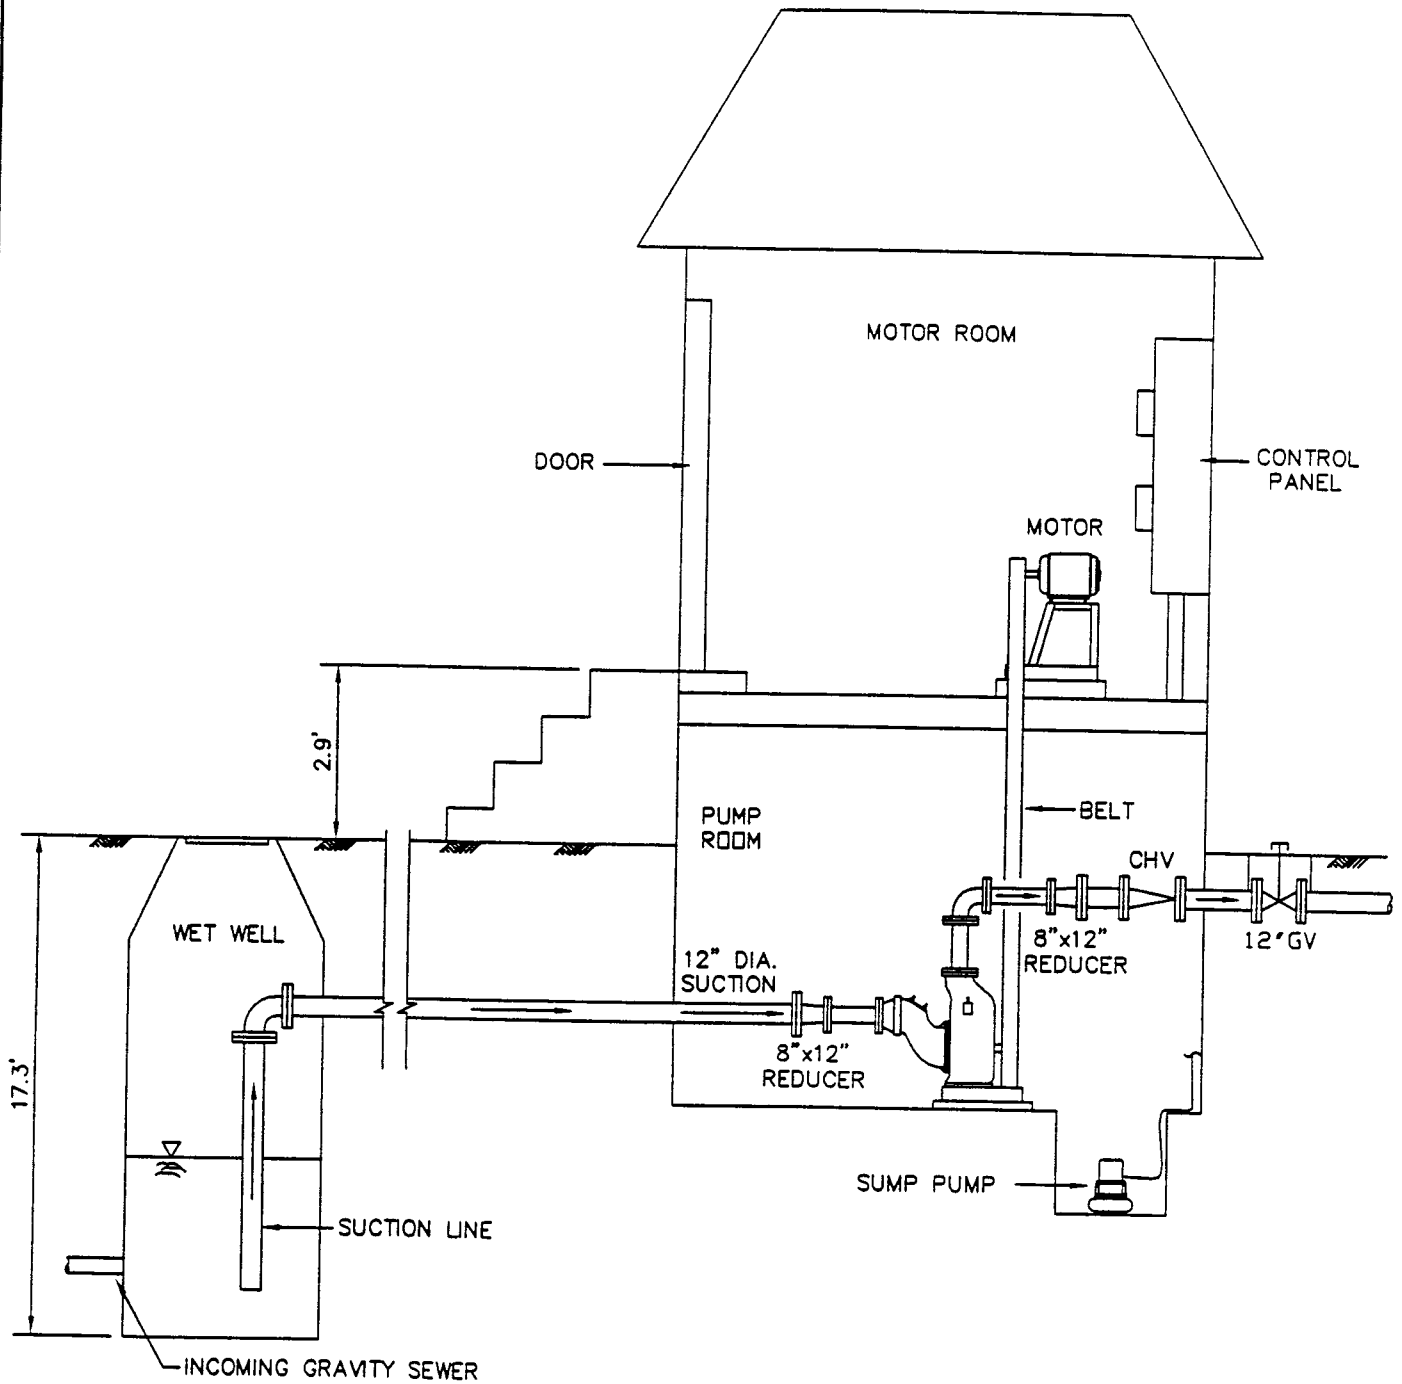 MOTOR ROOM
DOOR
CONTROL
PANEL
MOTOR
2.9'
PUMP
ROOM
BELT
CHV
WET WELL
12" DIA.
SUCTION
8"x12"
REDUCER
12"GV
8"x12"
REDUCER
17.3'
SUMP PUMP
SUCTION LINE
INCOMING GRAVITY SEWER